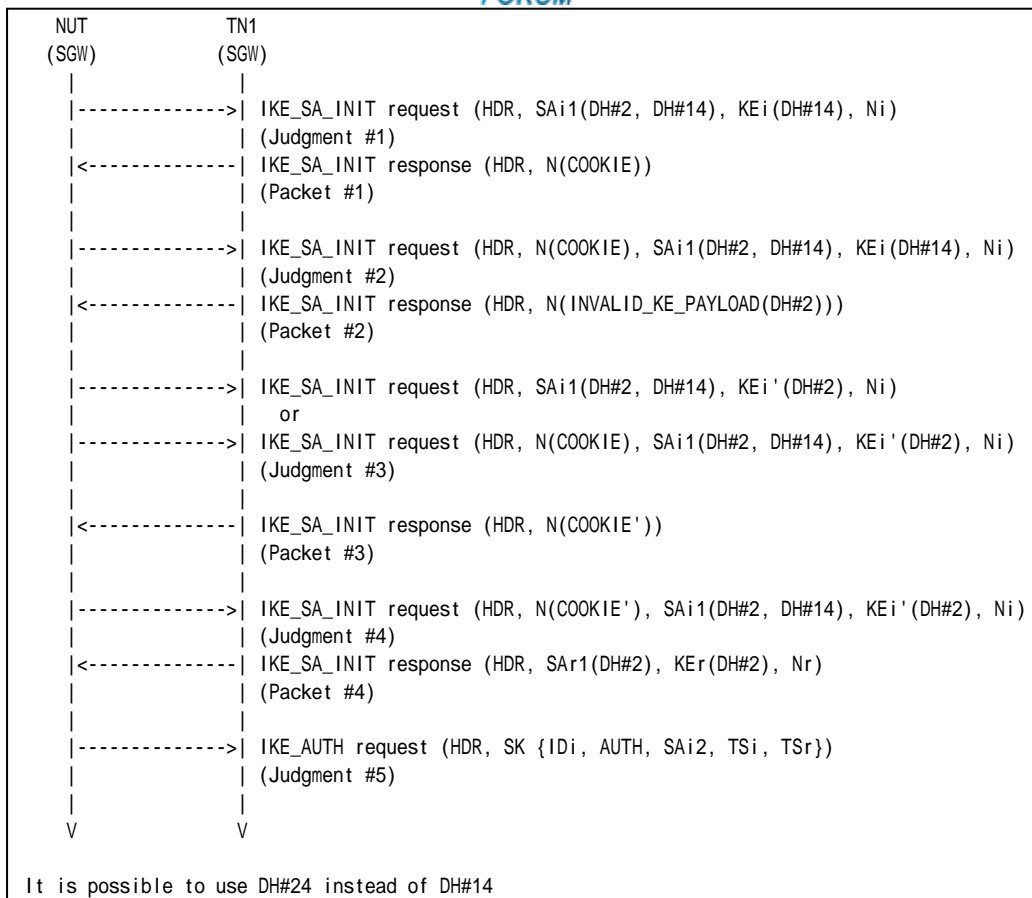 FORUM
NUT TN1
(SGW) (SGW)
| |
|-------------->| IKE_SA_INIT request (HDR, SAi1(DH#2, DH#14), KEi(DH#14), Ni)
| | (Judgment #1)
|<--------------| IKE_SA_INIT response (HDR, N(COOKIE))
| | (Packet #1)
| |
|-------------->| IKE_SA_INIT request (HDR, N(COOKIE), SAi1(DH#2, DH#14), KEi(DH#14), Ni)
| | (Judgment #2)
|<--------------| IKE_SA_INIT response (HDR, N(INVALID_KE_PAYLOAD(DH#2)))
| | (Packet #2)
| |
|-------------->| IKE_SA_INIT request (HDR, SAi1(DH#2, DH#14), KEi'(DH#2), Ni)
| | or
|-------------->| IKE_SA_INIT request (HDR, N(COOKIE), SAi1(DH#2, DH#14), KEi'(DH#2), Ni)
| | (Judgment #3)
| |
|<--------------| IKE_SA_INIT response (HDR, N(COOKIE'))
| | (Packet #3)
| |
|-------------->| IKE_SA_INIT request (HDR, N(COOKIE'), SAi1(DH#2, DH#14), KEi'(DH#2), Ni)
| | (Judgment #4)
|<--------------| IKE_SA_INIT response (HDR, SAr1(DH#2), KEr(DH#2), Nr)
| | (Packet #4)
| |
|-------------->| IKE_AUTH request (HDR, SK {IDi, AUTH, SAi2, TSi, TSr})
| | (Judgment #5)
| |
V V
It is possible to use DH#24 instead of DH#14